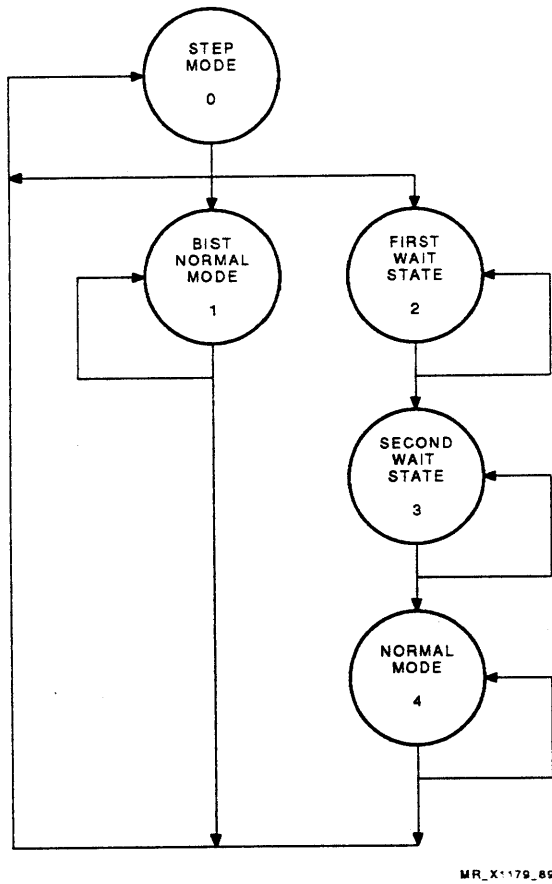 STEP
MODE
0
BIST
NORMAL
MODE
1
FIRST
WAIT
STATE
2
SECOND
WAIT
STATE
3
NORMAL
MODE
4